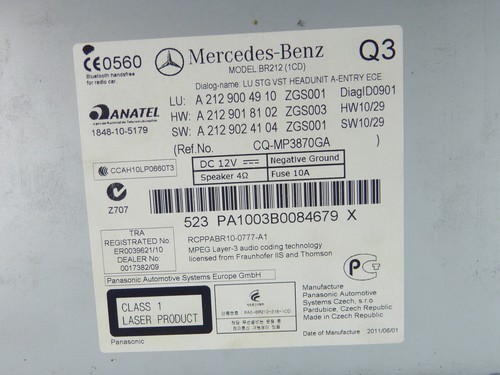 CE0560
Bluetooth handsfree
for radio car.
Mercedes-Benz
Q3
MODEL BR212 (1CD)
Dialog-name: LU STG VST HEADUNIT A-ENTRY ECE
LU: A 212 900 49 10 ZGS001 DiagID0901
HW: A 212 901 81 02 ZGS003 HW10/29
SW: A 212 902 41 04 ZGS001 SW10/29
(Ref.No. CQ-MP3870GA )
ANATEL
1848-10-5179
CCAH10LP0660T3
DC 12V Negative Ground
Speaker 4Ω Fuse 10A
Z707
523 PA1003B0084679 X
TRA
REGISTERED No
ER0039621/10
DEALER No:
0017382/09
RCPPABR10-0777-A1
MPEG Layer-3 audio coding technology
licensed from Fraunhofer IIS and Thomson
Panasonic Automotive Systems Europe GmbH
CLASS 1
LASER PRODUCT
Panasonic
Manufacturer
Panasonic Automotive
Systems Czech, s.r.o
Pardubice, Czech Republic
Made in Czech Republic
Date of Manufacture 2011/06/01